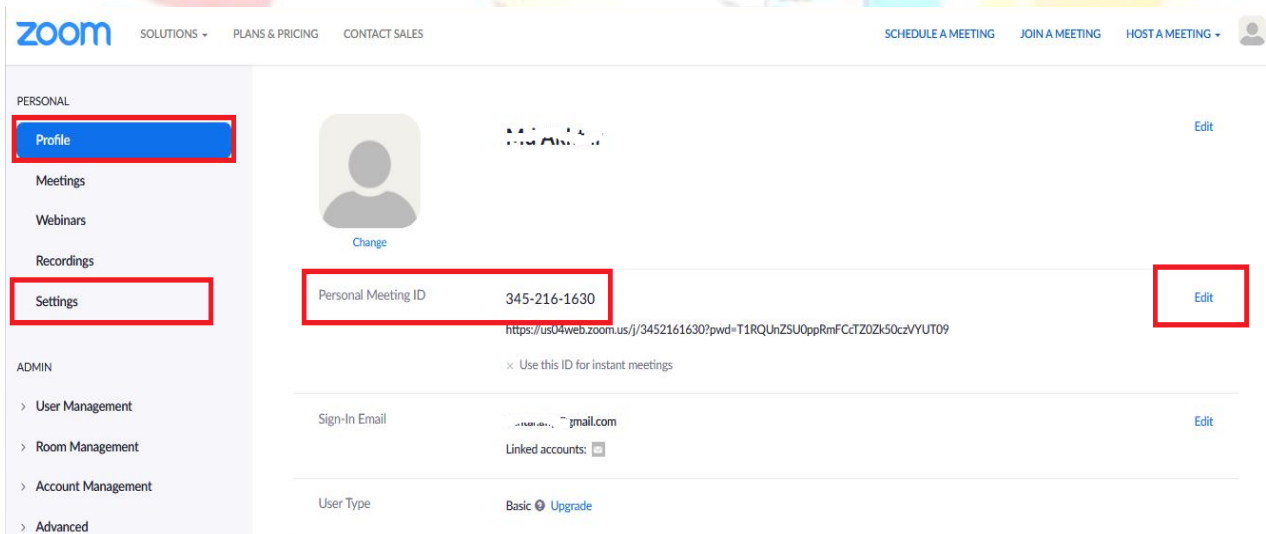 zoom SOLUTIONS PLANS & PRICING CONTACT SALES SCHEDULE A MEETING JOIN A MEETING HOST A MEETING
PERSONAL
Profile
Meetings
Webinars
Recordings
Settings
ADMIN
> User Management
> Room Management
> Account Management
> Advanced
Edit
Change
Personal Meeting ID 345-216-1630 Edit
https://us04web.zoom.us/j/3452161630?pwd=T1RQUnZSU0ppRmFCcTZ0Zk50czVYUT09
× Use this ID for instant meetings
Sign-In Email gmail.com Edit
Linked accounts:
User Type Basic Upgrade